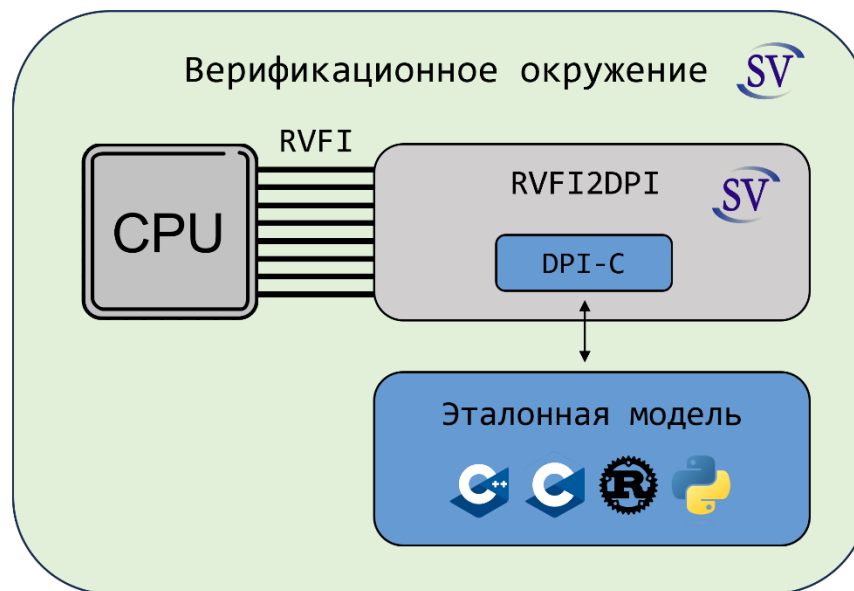 Верификационное окружение SV
RVFI
CPU
RVFI2DPI SV
DPI-C
Эталонная модель
C++ C R